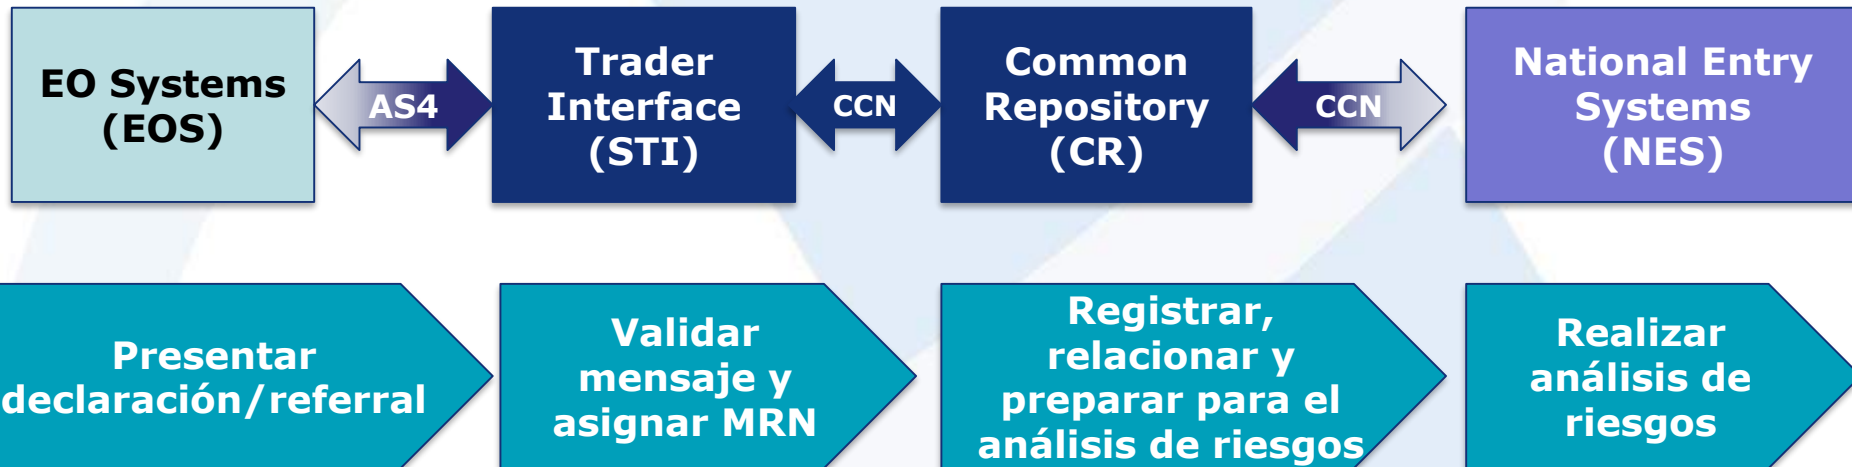 EO Systems
(EOS)
AS4
Trader
Interface
(STI)
CCN
Common
Repository
(CR)
CCN
National Entry
Systems
(NES)
Presentar
declaración/referral
Validar
mensaje y
asignar MRN
Registrar,
relacionar y
preparar para el
análisis de riesgos
Realizar
análisis de
riesgos